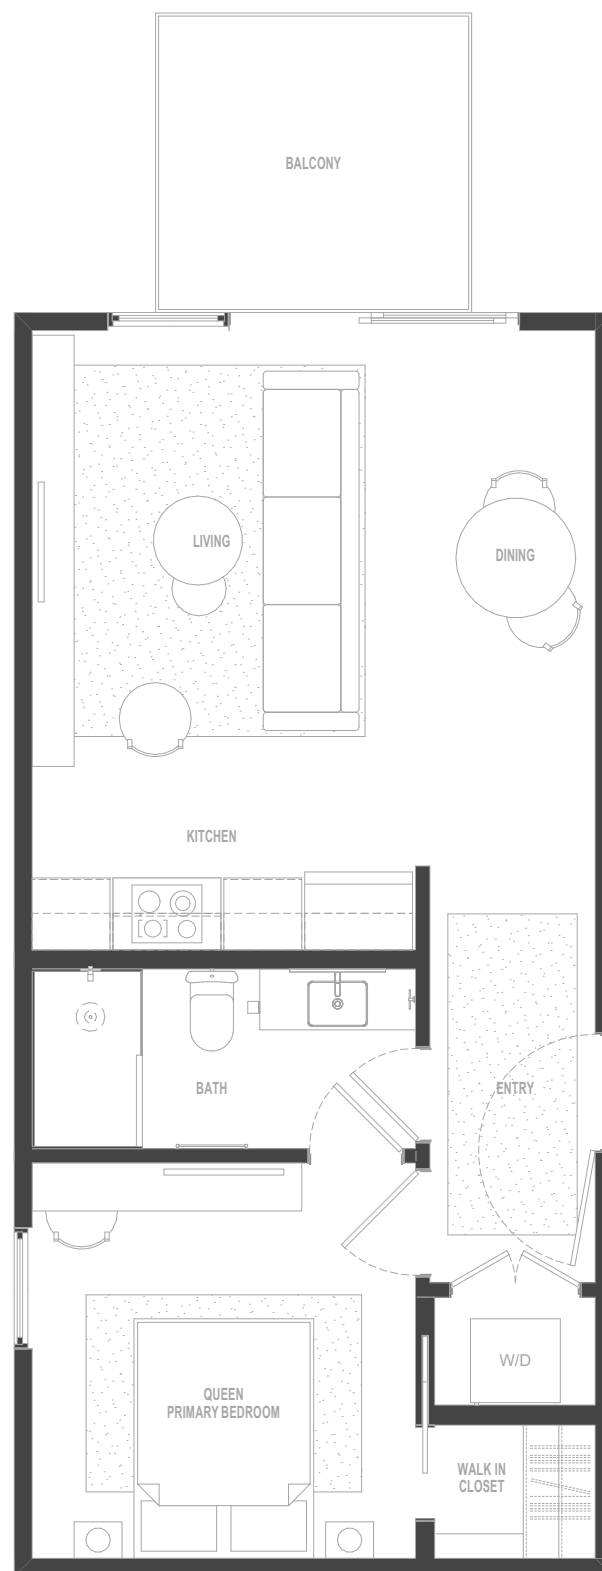 BALCONY
LIVING
DINING
KITCHEN
BATH
ENTRY
W/D
QUEEN
PRIMARY BEDROOM
WALK IN
CLOSET